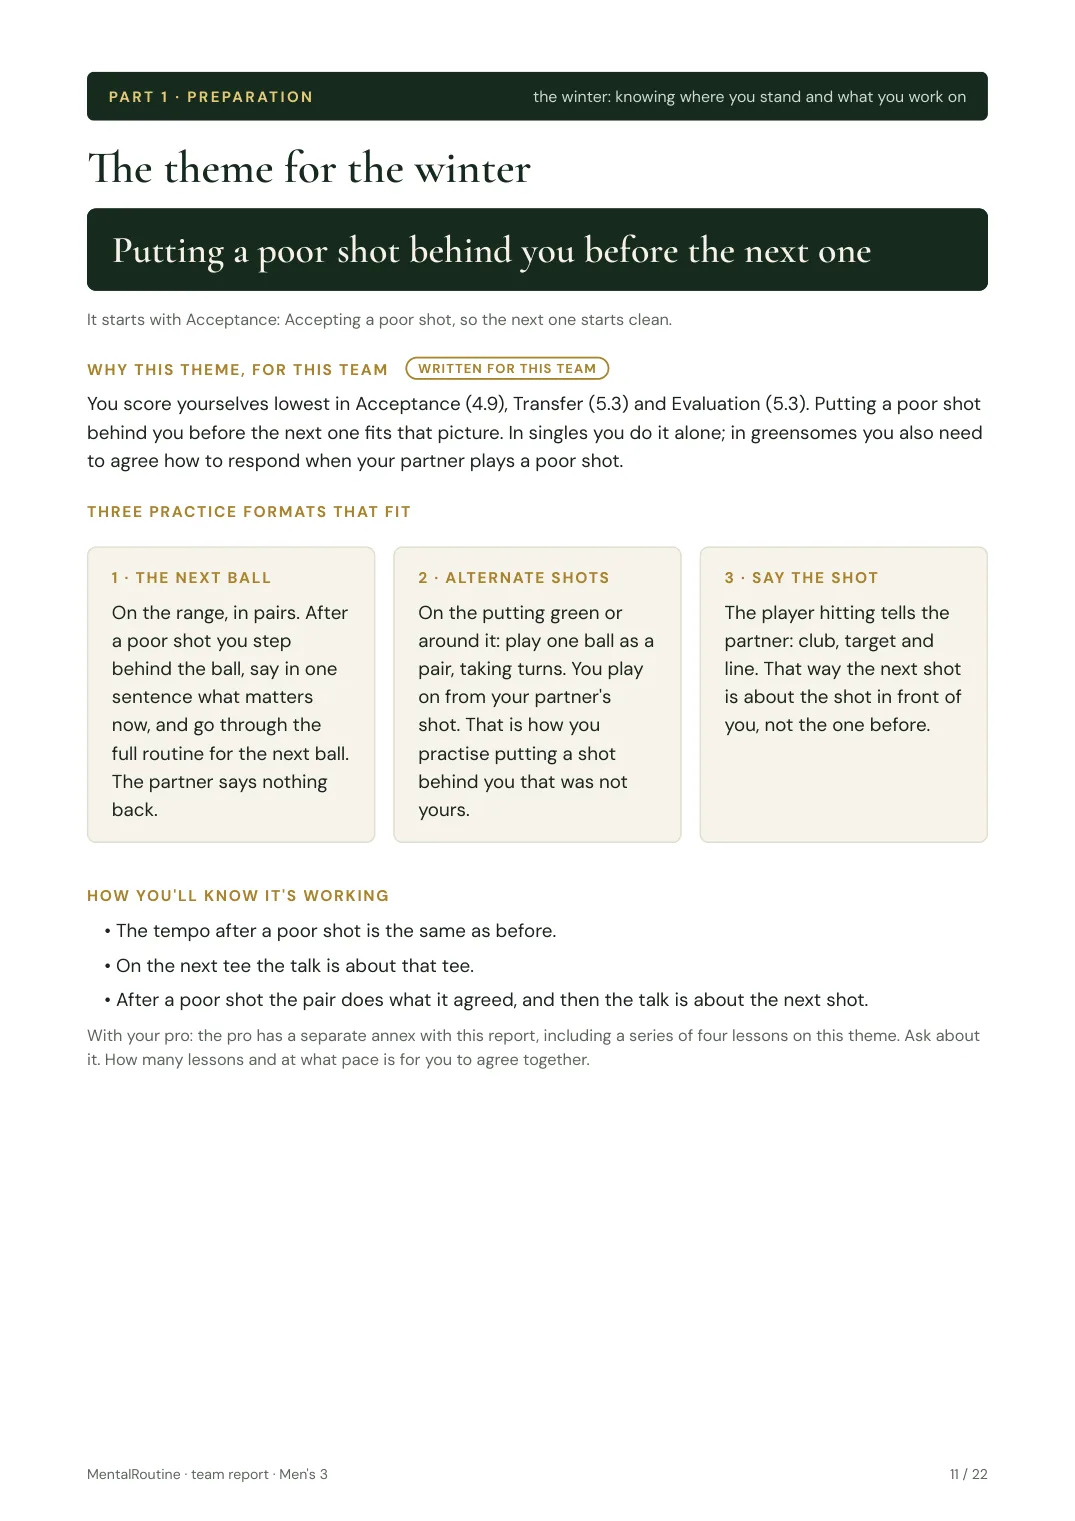 PART 1 · PREPARATION
the winter: knowing where you stand and what you work on
The theme for the winter
Putting a poor shot behind you before the next one
It starts with Acceptance: Accepting a poor shot, so the next one starts clean.
WHY THIS THEME, FOR THIS TEAM
WRITTEN FOR THIS TEAM
You score yourselves lowest in Acceptance (4.9), Transfer (5.3) and Evaluation (5.3). Putting a poor shot
behind you before the next one fits that picture. In singles you do it alone; in greensomes you also need
to agree how to respond when your partner plays a poor shot.
THREE PRACTICE FORMATS THAT FIT
1 · THE NEXT BALL
On the range, in pairs. After
a poor shot you step
behind the ball, say in one
sentence what matters
now, and go through the
full routine for the next ball.
The partner says nothing
back.
2 · ALTERNATE SHOTS
On the putting green or
around it: play one ball as a
pair, taking turns. You play
on from your partner's
shot. That is how you
practise putting a shot
behind you that was not
yours.
3 · SAY THE SHOT
The player hitting tells the
partner: club, target and
line. That way the next shot
is about the shot in front of
you, not the one before.
HOW YOU'LL KNOW IT'S WORKING
• The tempo after a poor shot is the same as before.
• On the next tee the talk is about that tee.
• After a poor shot the pair does what it agreed, and then the talk is about the next shot.
With your pro: the pro has a separate annex with this report, including a series of four lessons on this theme. Ask about
it. How many lessons and at what pace is for you to agree together.
MentalRoutine · team report · Men's 3
11 / 22